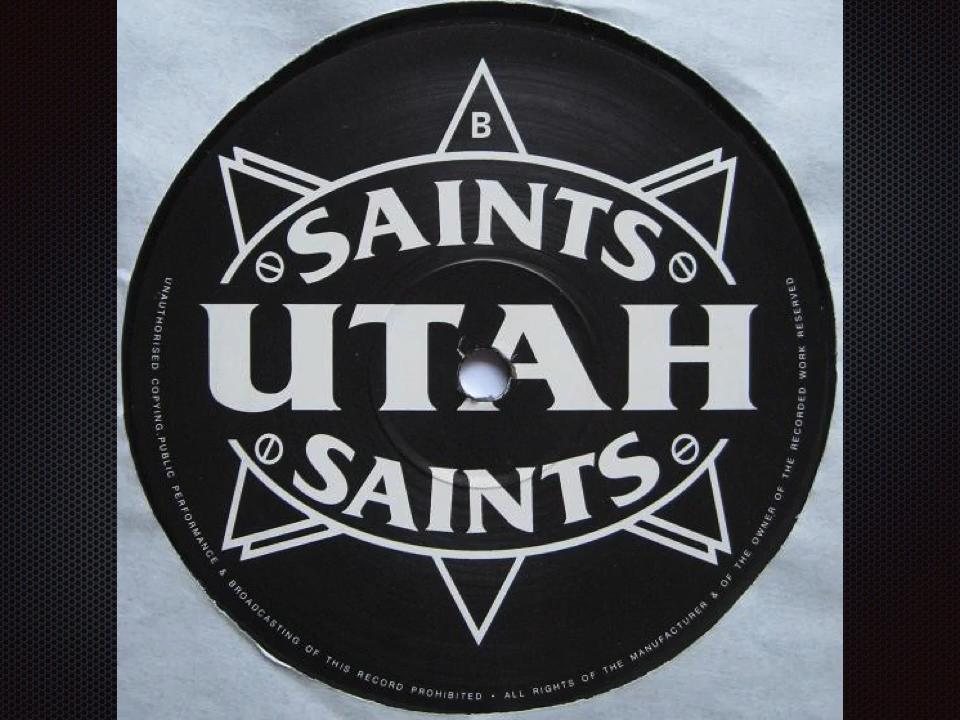 B
SAINTS
UTAH
SAINTS
UNAUTHORISED COPYING.PUBLIC PERFORMANCE & BROADCASTING OF THIS RECORD PROHIBITED • ALL RIGHTS OF THE MANUFACTURER & OF THE OWNER OF THE RECORDED WORK RESERVED